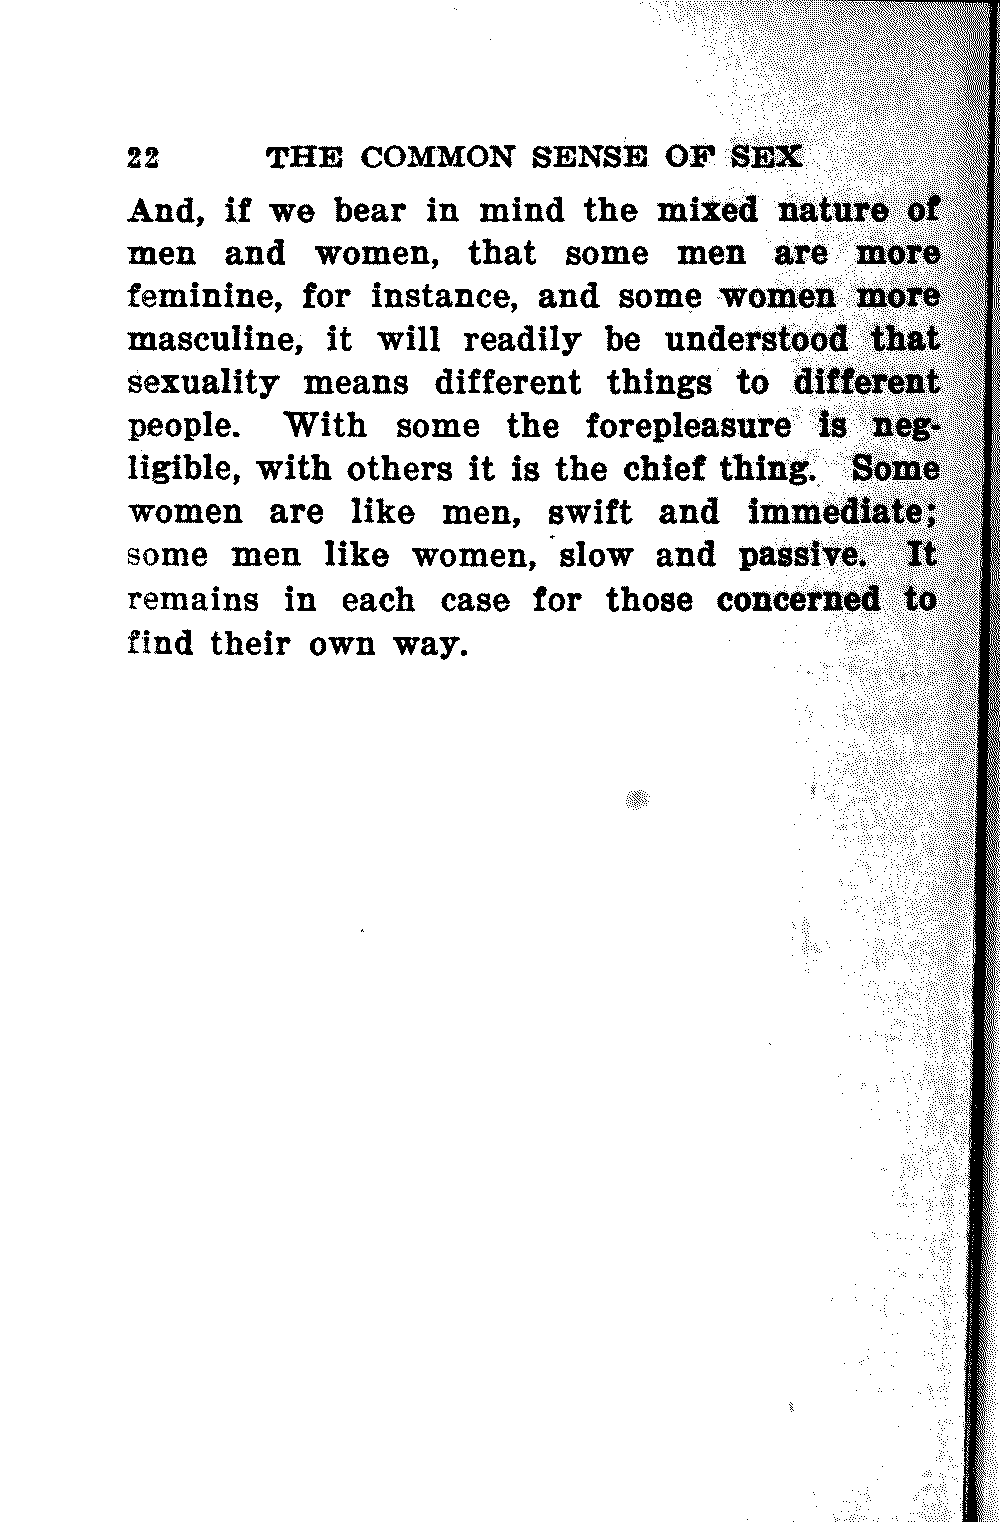 22 THE COMMON SENSE OF SEX
And, if we bear in mind the mixed nature of
men and women, that some men are more
feminine, for instance, and some women more
masculine, it will readily be understood that
sexuality means different things to different
people. With some the forepleasure is neg-
ligible, with others it is the chief thing. Some
women are like men, swift and immediate;
some men like women, slow and passive. It
remains in each case for those concerned to
find their own way.